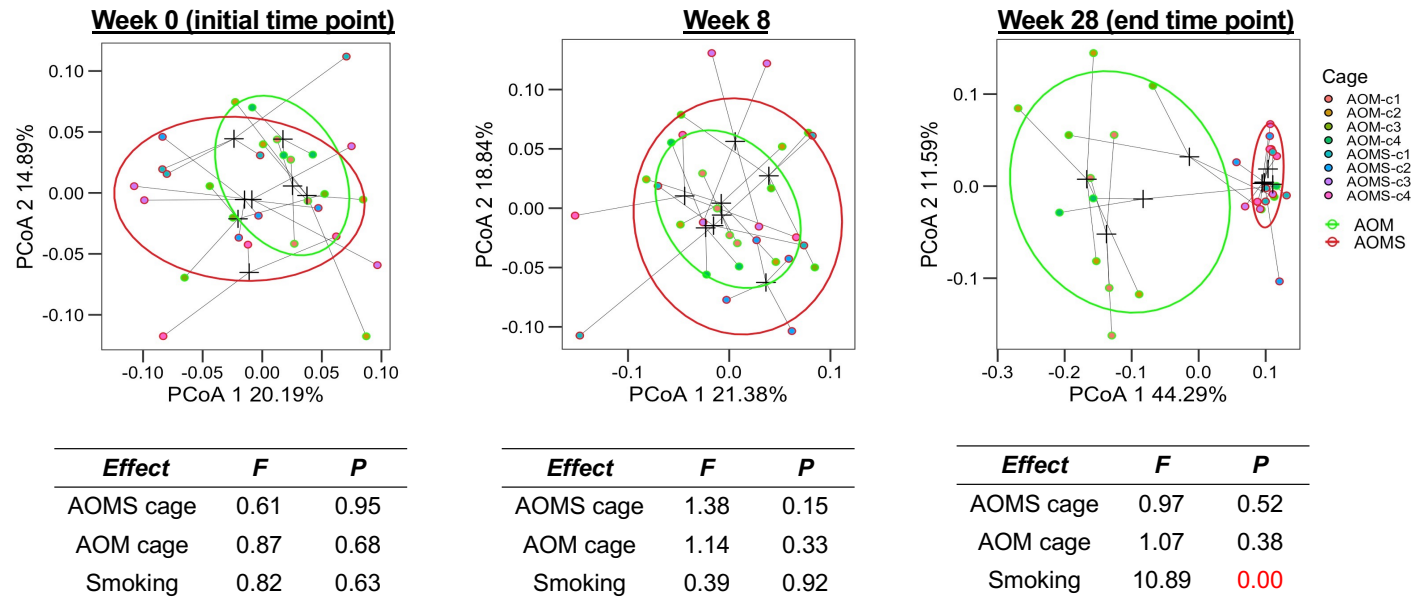 Week 0 (initial time point)
0.10
0.05
0.00
-0.05
-0.10
PCoA 2 14.89%
-0.10 -0.05 0.00 0.05 0.10
PCoA 1 20.19%
Week 8
0.10
0.05
0.00
-0.05
-0.10
PCoA 2 18.84%
-0.1 0.0 0.1
PCoA 1 21.38%
Week 28 (end time point)
0.1
0.0
-0.1
PCoA 2 11.59%
-0.3 -0.2 -0.1 0.0 0.1
PCoA 1 44.29%
Cage
AOM-c1
AOM-c2
AOM-c3
AOM-c4
AOMS-c1
AOMS-c2
AOMS-c3
AOMS-c4
AOM
AOMS
Effect F P
AOMS cage 0.61 0.95
AOM cage 0.87 0.68
Smoking 0.82 0.63
Effect F P
AOMS cage 1.38 0.15
AOM cage 1.14 0.33
Smoking 0.39 0.92
Effect F P
AOMS cage 0.97 0.52
AOM cage 1.07 0.38
Smoking 10.89 0.00